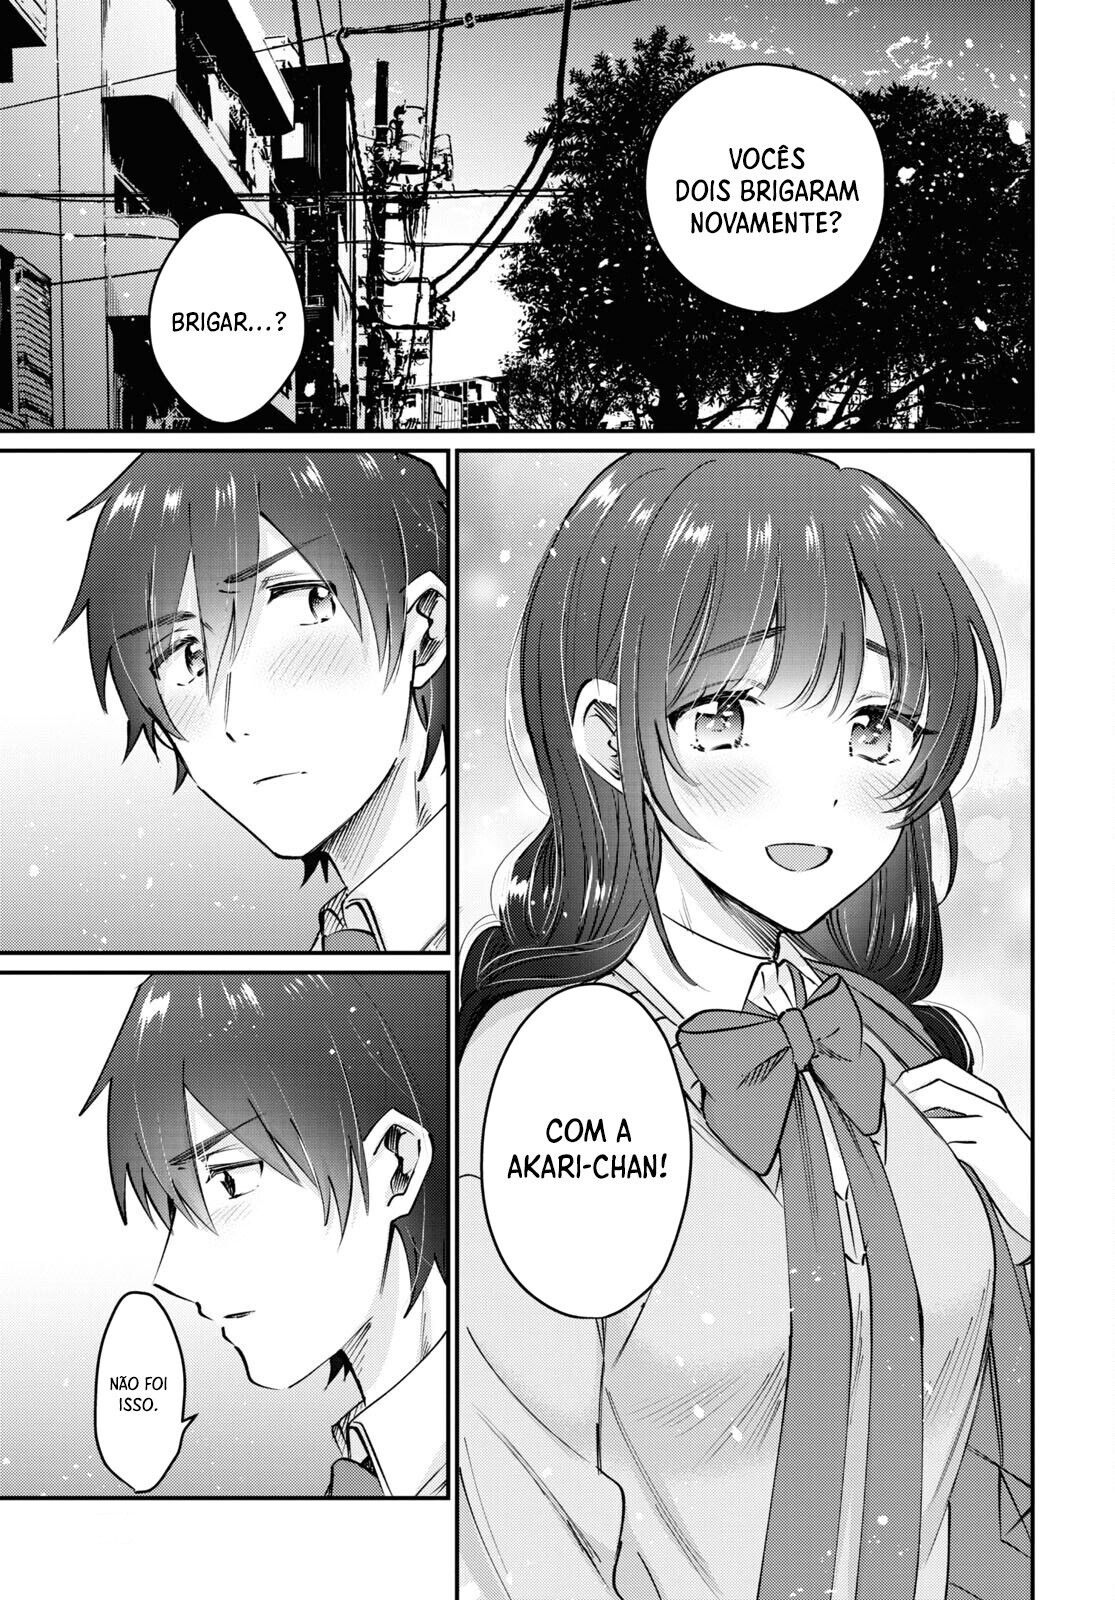 VOCÊS
DOIS BRIGARAM
NOVAMENTE?
BRIGAR...?
COM A
AKARI-CHAN!
NÃO FOI
ISSO.